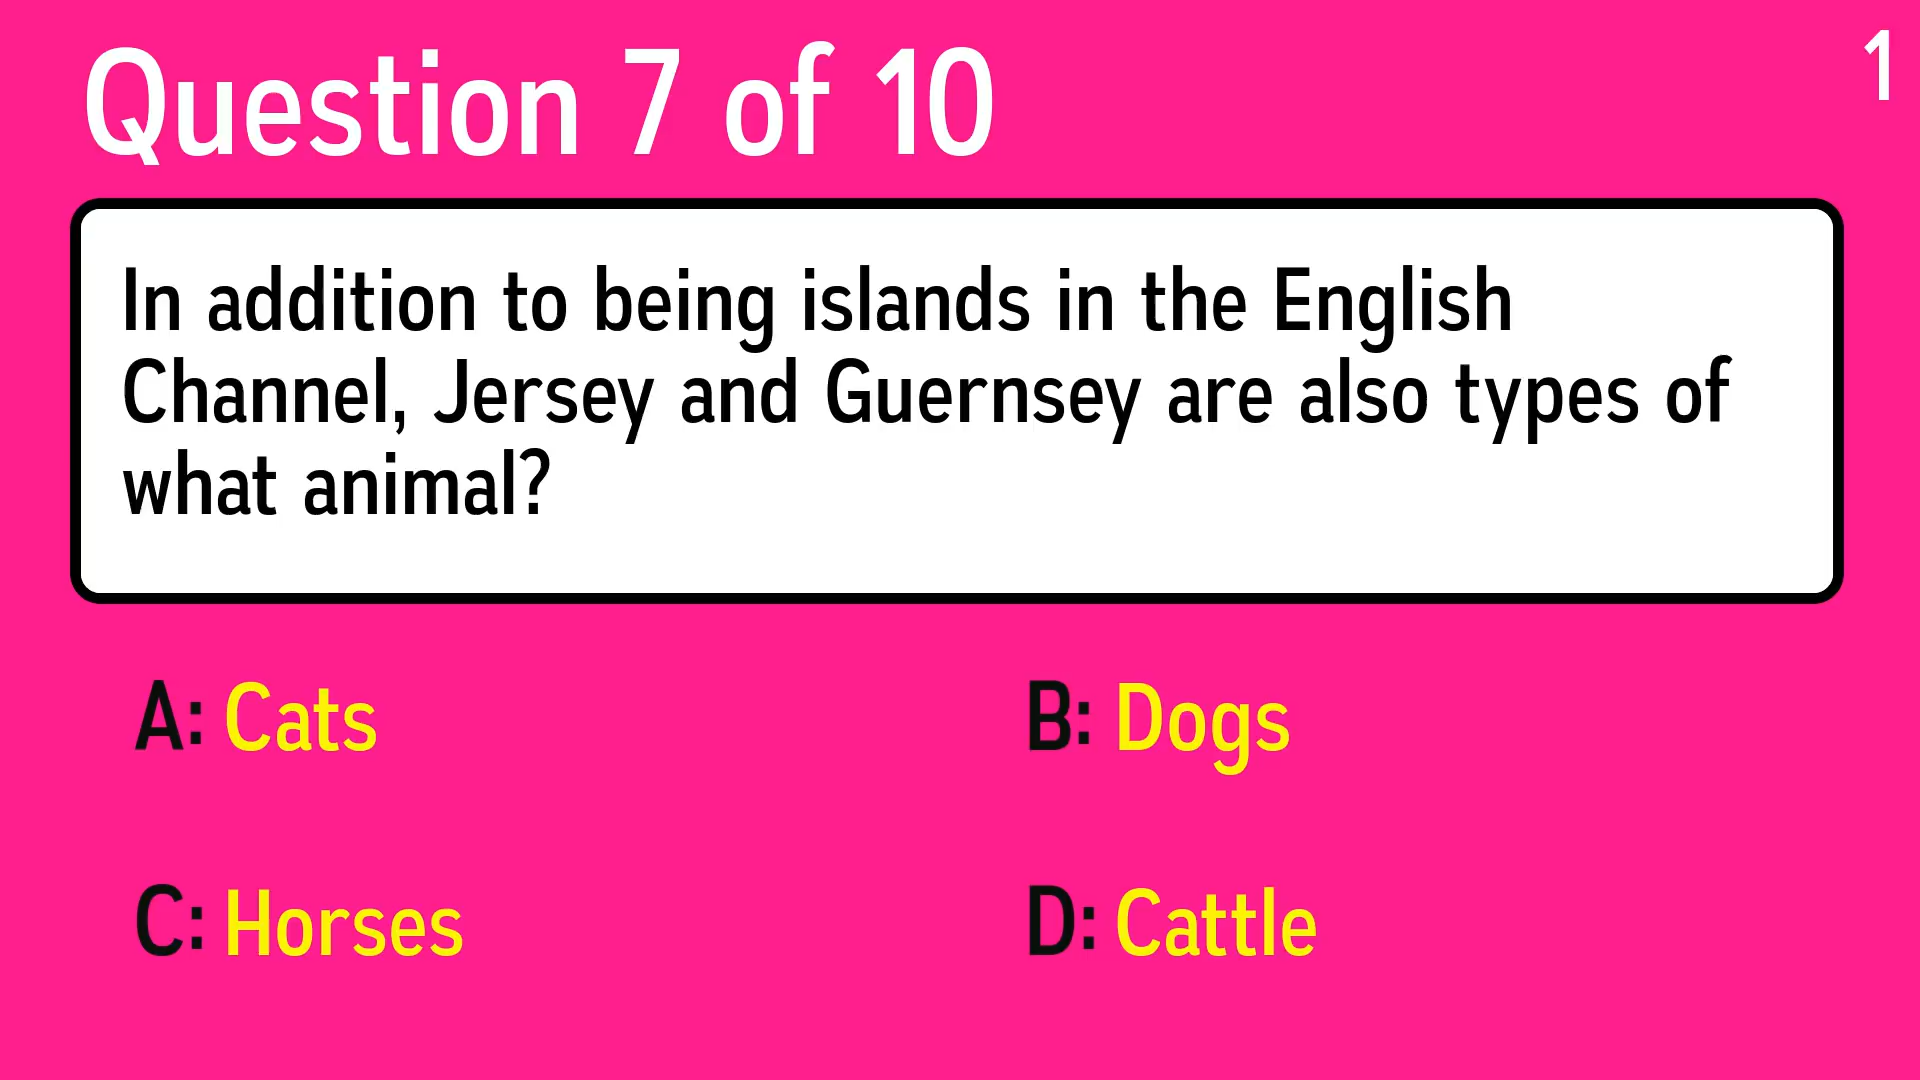 Question 7 of 10
1
In addition to being islands in the English
Channel, Jersey and Guernsey are also types of
what animal?
A: Cats
B: Dogs
C: Horses
D: Cattle